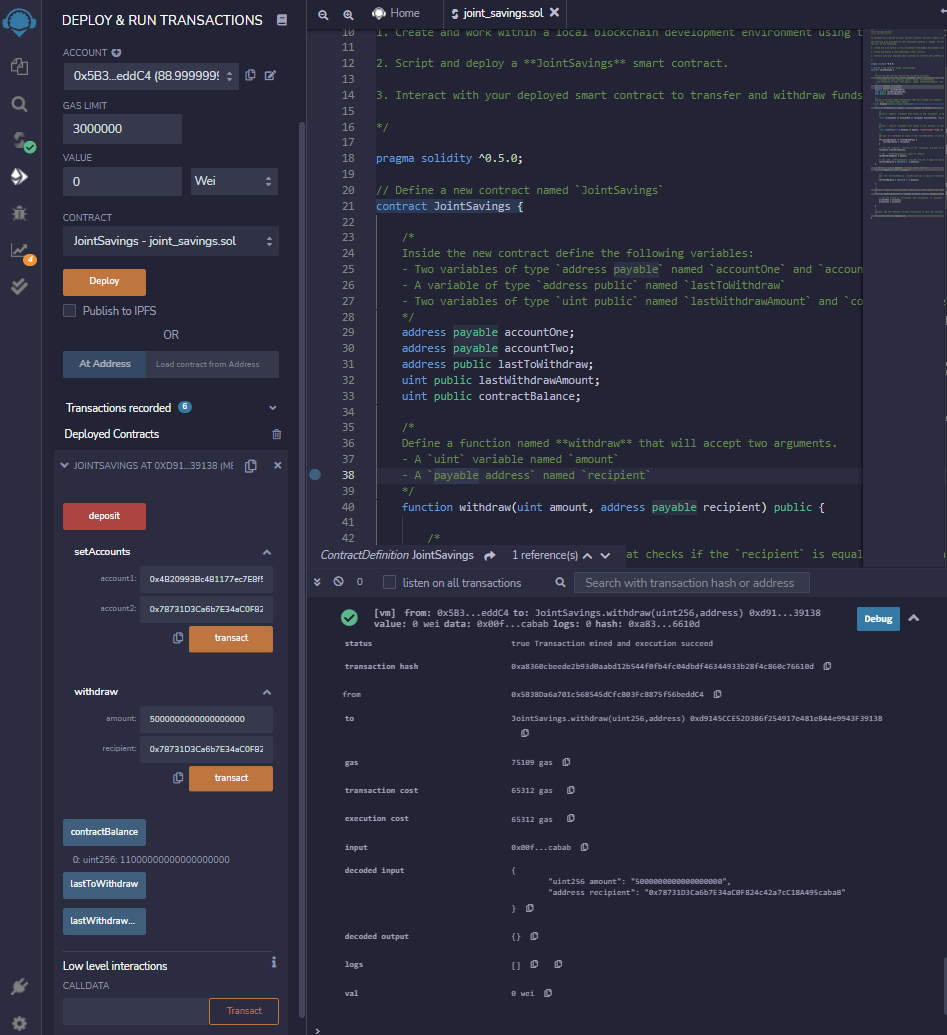 DEPLOY & RUN TRANSACTIONS
ACCOUNT
0x5B3...eddC4 (88.9999999
GAS LIMIT
3000000
VALUE
0
Wei
CONTRACT
JointSavings - joint_savings.sol
Deploy
Publish to IPFS
OR
At Address
Load contract from Address
Transactions recorded 6
Deployed Contracts
JOINTSAVINGS AT 0XD91...39138 (ME
deposit
setAccounts
account1:
0x4B20993Bc481177ec7E8f5
account2:
0x78731D3Ca6b7E34aC0F82
transact
withdraw
amount:
5000000000000000000
recipient:
0x78731D3Ca6b7E34aC0F82
transact
contractBalance
0: uint256: 11000000000000000000
lastToWithdraw
lastWithdraw...
Low level interactions
CALLDATA
Transact
4
Home
joint_savings.sol
10 1. Create and work within a local blockchain development environment using t
11
12 2. Script and deploy a **JointSavings** smart contract.
13
14 3. Interact with your deployed smart contract to transfer and withdraw funds
15
16 */
17
18 pragma solidity ^0.5.0;
19
20 // Define a new contract named `JointSavings`
21 contract JointSavings {
22
23 /*
24 Inside the new contract define the following variables:
25 - Two variables of type `address payable` named `accountOne` and `accoun
26 - A variable of type `address public` named `lastToWithdraw`
27 - Two variables of type `uint public` named `lastWithdrawAmount` and `co
28 */
29 address payable accountOne;
30 address payable accountTwo;
31 address public lastToWithdraw;
32 uint public lastWithdrawAmount;
33 uint public contractBalance;
34
35 /*
36 Define a function named **withdraw** that will accept two arguments.
37 - A `uint` variable named `amount`
38 - A `payable address` named `recipient`
39 */
40 function withdraw(uint amount, address payable recipient) public {
41
42 /*
ContractDefinition JointSavings 1 reference(s) at checks if the `recipient` is equal
0 listen on all transactions
Search with transaction hash or address
[vm] from: 0x5B3...eddC4 to: JointSavings.withdraw(uint256,address) 0xd91...39138
value: 0 wei data: 0x00f...cabab logs: 0 hash: 0xa83...6610d
Debug
status true Transaction mined and execution succeed
transaction hash 0xa8360cbeede2b93d0aabd12b544f0fb4fc04dbdf46344933b28f4c860c76610d
from 0x5B38Da6a701c568545dCfcB03FcB875f56beddC4
to JointSavings.withdraw(uint256,address) 0xd9145CCE52D386f254917e481eB44e9943F39138
gas 75109 gas
transaction cost 65312 gas
execution cost 65312 gas
input 0x00f...cabab
decoded input {
"uint256 amount": "5000000000000000000",
"address recipient": "0x78731D3Ca6b7E34aC0F824c42a7cC18A495cabaB"
}
decoded output {}
logs []
val 0 wei
>